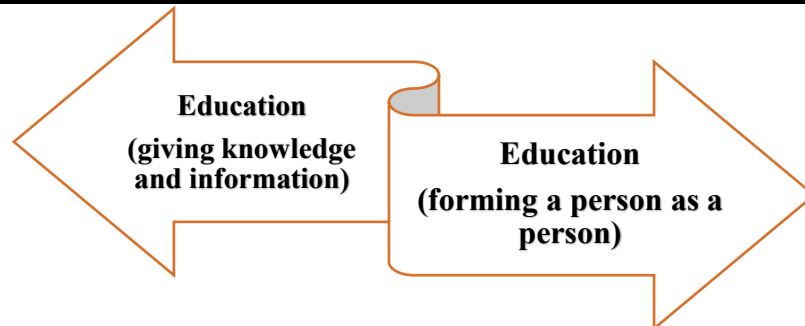 Education
(giving knowledge
and information)
Education
(forming a person as a
person)